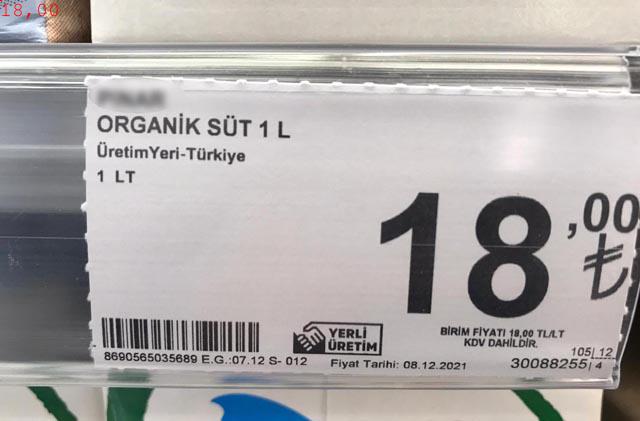 18,00
ORGANİK SÜT 1 L
ÜretimYeri-Türkiye
1 LT
18,00 ₺
BİRİM FİYATI 18,00 TL/LT
KDV DAHİLDİR.
YERLİ
ÜRETİM
8690565035689 E.G.:07.12 S- 012
Fiyat Tarihi: 08.12.2021
105 12
30088255 4